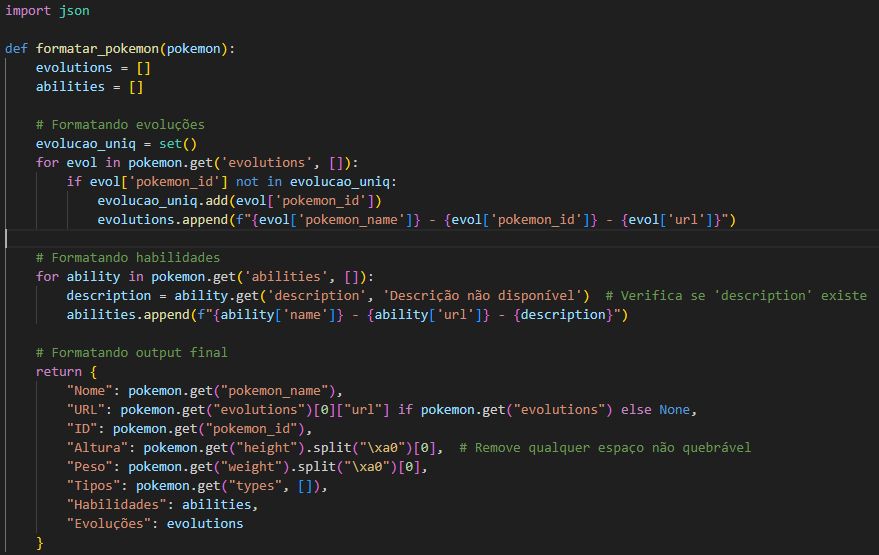 import json
def formatar_pokemon(pokemon):
    evolutions = []
    abilities = []
    # Formatando evoluções
    evolucao_uniq = set()
    for evol in pokemon.get('evolutions', []):
        if evol['pokemon_id'] not in evolucao_uniq:
            evolucao_uniq.add(evol['pokemon_id'])
            evolutions.append(f"{evol['pokemon_name']} - {evol['pokemon_id']} - {evol['url']}")
    # Formatando habilidades
    for ability in pokemon.get('abilities', []):
        description = ability.get('description', 'Descrição não disponível')  # Verifica se 'description' existe
        abilities.append(f"{ability['name']} - {ability['url']} - {description}")
    # Formatando output final
    return {
        "Nome": pokemon.get("pokemon_name"),
        "URL": pokemon.get("evolutions")[0]["url"] if pokemon.get("evolutions") else None,
        "ID": pokemon.get("pokemon_id"),
        "Altura": pokemon.get("height").split("\xa0")[0],  # Remove qualquer espaço não quebrável
        "Peso": pokemon.get("weight").split("\xa0")[0],
        "Tipos": pokemon.get("types", []),
        "Habilidades": abilities,
        "Evoluções": evolutions
    }